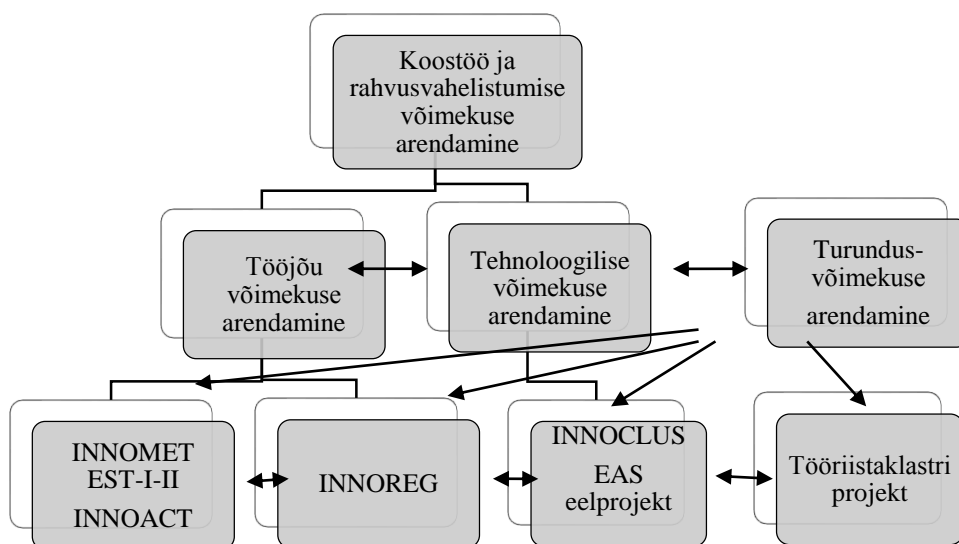 Koostöö ja
rahvusvahelistumise
võimekuse
arendamine
Tööjõu
võimekuse
arendamine
Tehnoloogilise
võimekuse
arendamine
Turundus-
võimekuse
arendamine
INNOMET
EST-I-II
INNOACT
INNOREG
INNOCLUS
EAS
eelprojekt
Tööriistaklastri
projekt